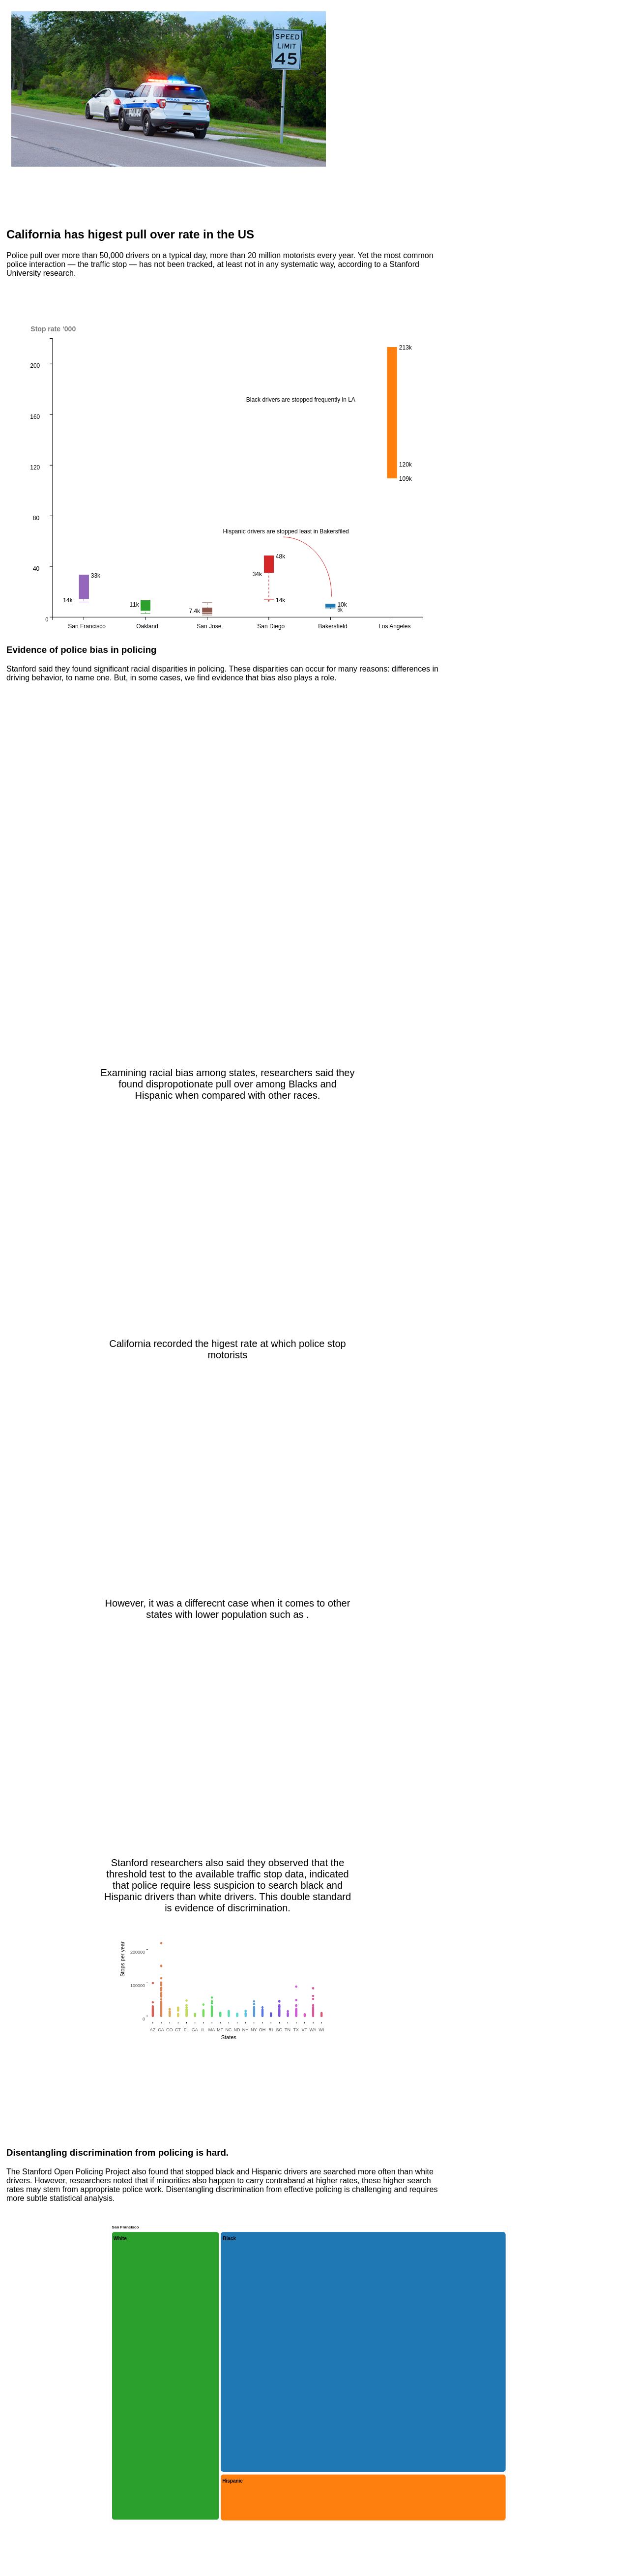 SPEED
LIMIT
45
POLICE
California has higest pull over rate in the US
Police pull over more than 50,000 drivers on a typical day, more than 20 million motorists every year. Yet the most common
police interaction — the traffic stop — has not been tracked, at least not in any systematic way, according to a Stanford
University research.
Stop rate '000
213k
200
Black drivers are stopped frequently in LA
160
120
120k
109k
80
Hispanic drivers are stopped least in Bakersfiled
48k
40
34k
33k
14k
11k
7.4k
14k
10k
6k
0
San Francisco
Oakland
San Jose
San Diego
Bakersfield
Los Angeles
Evidence of police bias in policing
Stanford said they found significant racial disparities in policing. These disparities can occur for many reasons: differences in
driving behavior, to name one. But, in some cases, we find evidence that bias also plays a role.
Examining racial bias among states, researchers said they
found dispropotionate pull over among Blacks and
Hispanic when compared with other races.
California recorded the higest rate at which police stop
motorists
However, it was a differecnt case when it comes to other
states with lower population such as .
Stanford researchers also said they observed that the
threshold test to the available traffic stop data, indicated
that police require less suspicion to search black and
Hispanic drivers than white drivers. This double standard
is evidence of discrimination.
Stops per year
200000
100000
0
AZ CA CO CT FL GA IL MA MT NC ND NH NY OH RI SC TN TX VT WA WI
States
Disentangling discrimination from policing is hard.
The Stanford Open Policing Project also found that stopped black and Hispanic drivers are searched more often than white
drivers. However, researchers noted that if minorities also happen to carry contraband at higher rates, these higher search
rates may stem from appropriate police work. Disentangling discrimination from effective policing is challenging and requires
more subtle statistical analysis.
San Francisco
White
Black
Hispanic